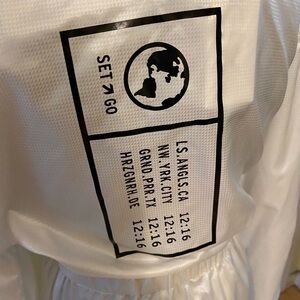 SET ↗ GO
LS.ANGLS.CA 12:16
NW.YRK.CITY 12:16
GRND.PRR.TX 12:16
HRZGNRH.DE 12:16